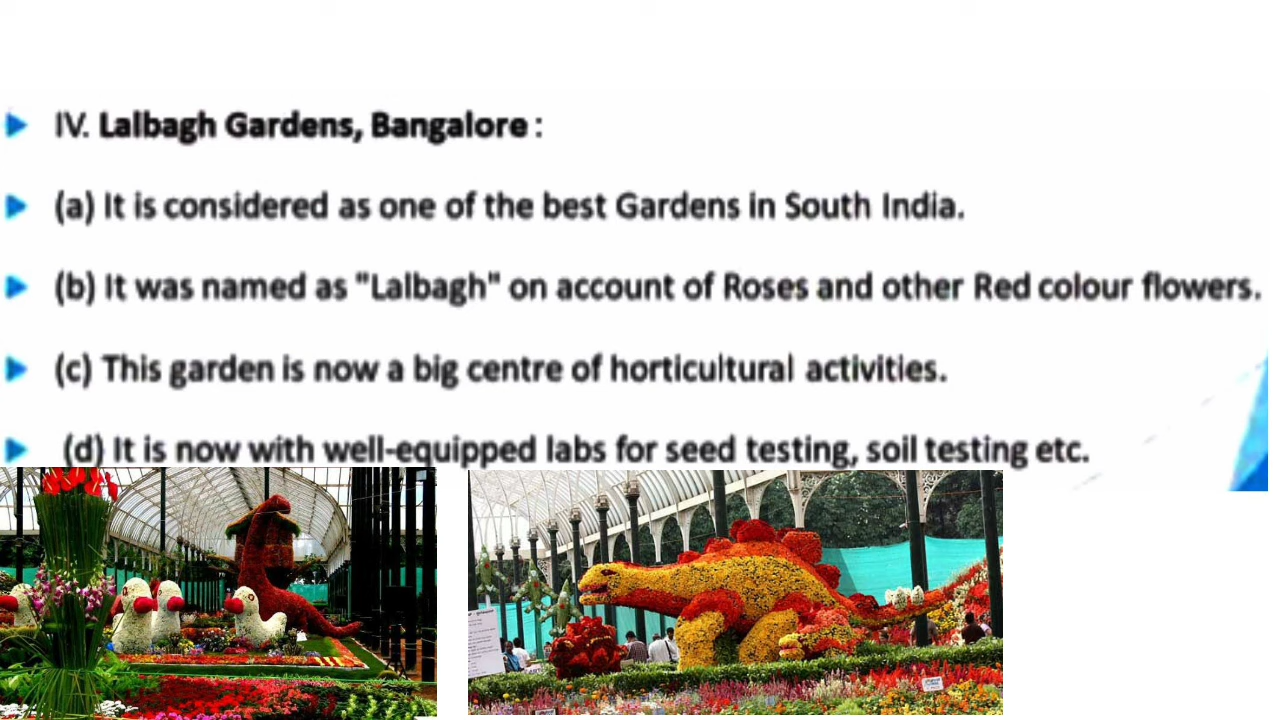 IV. Lalbagh Gardens, Bangalore :
(a) It is considered as one of the best Gardens in South India.
(b) It was named as "Lalbagh" on account of Roses and other Red colour flowers.
(c) This garden is now a big centre of horticultural activities.
(d) It is now with well-equipped labs for seed testing, soil testing etc.